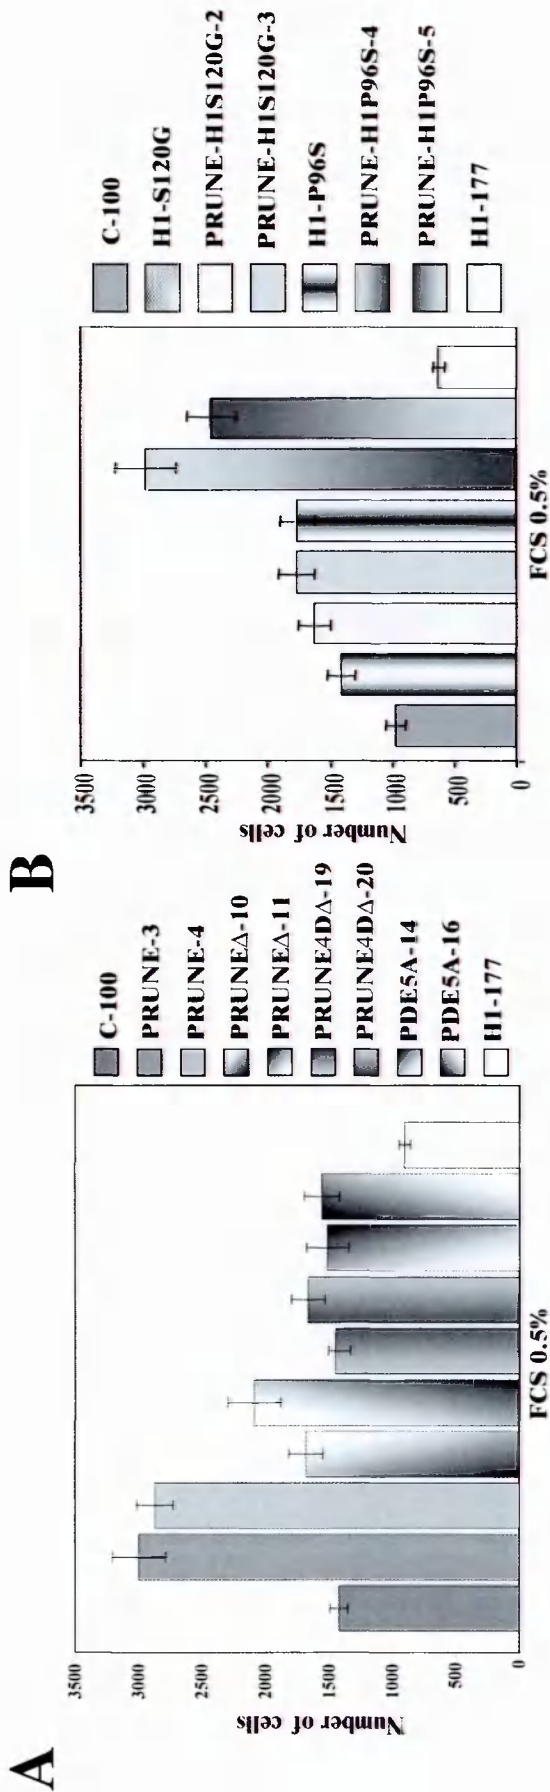 A
Number of cells
3500
3000
2500
2000
1500
1000
500
0
FCS 0.5%
C-100
PRUNE-3
PRUNE-4
PRUNEΔ-10
PRUNEΔ-11
PRUNE4DΔ-19
PRUNE4DΔ-20
PDE5A-14
PDE5A-16
H1-177
B
Number of cells
3500
3000
2500
2000
1500
1000
500
0
FCS 0.5%
C-100
H1-S120G
PRUNE-H1S120G-2
PRUNE-H1S120G-3
H1-P96S
PRUNE-H1P96S-4
PRUNE-H1P96S-5
H1-177